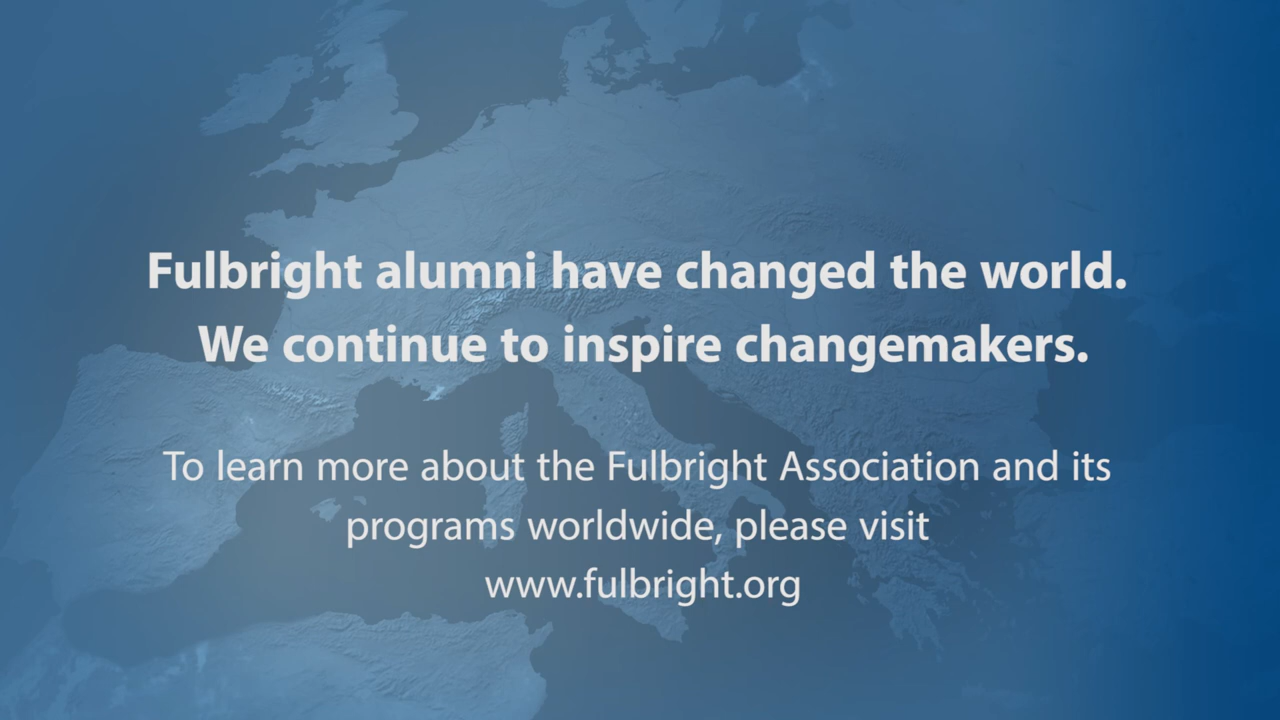 Fulbright alumni have changed the world.
We continue to inspire changemakers.
To learn more about the Fulbright Association and its
programs worldwide, please visit
www.fulbright.org